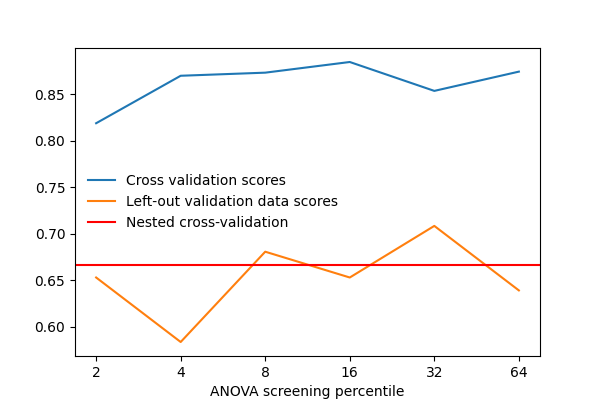 0.85
0.80
0.75
0.70
0.65
0.60
Cross validation scores
Left-out validation data scores
Nested cross-validation
2 4 8 16 32 64
ANOVA screening percentile